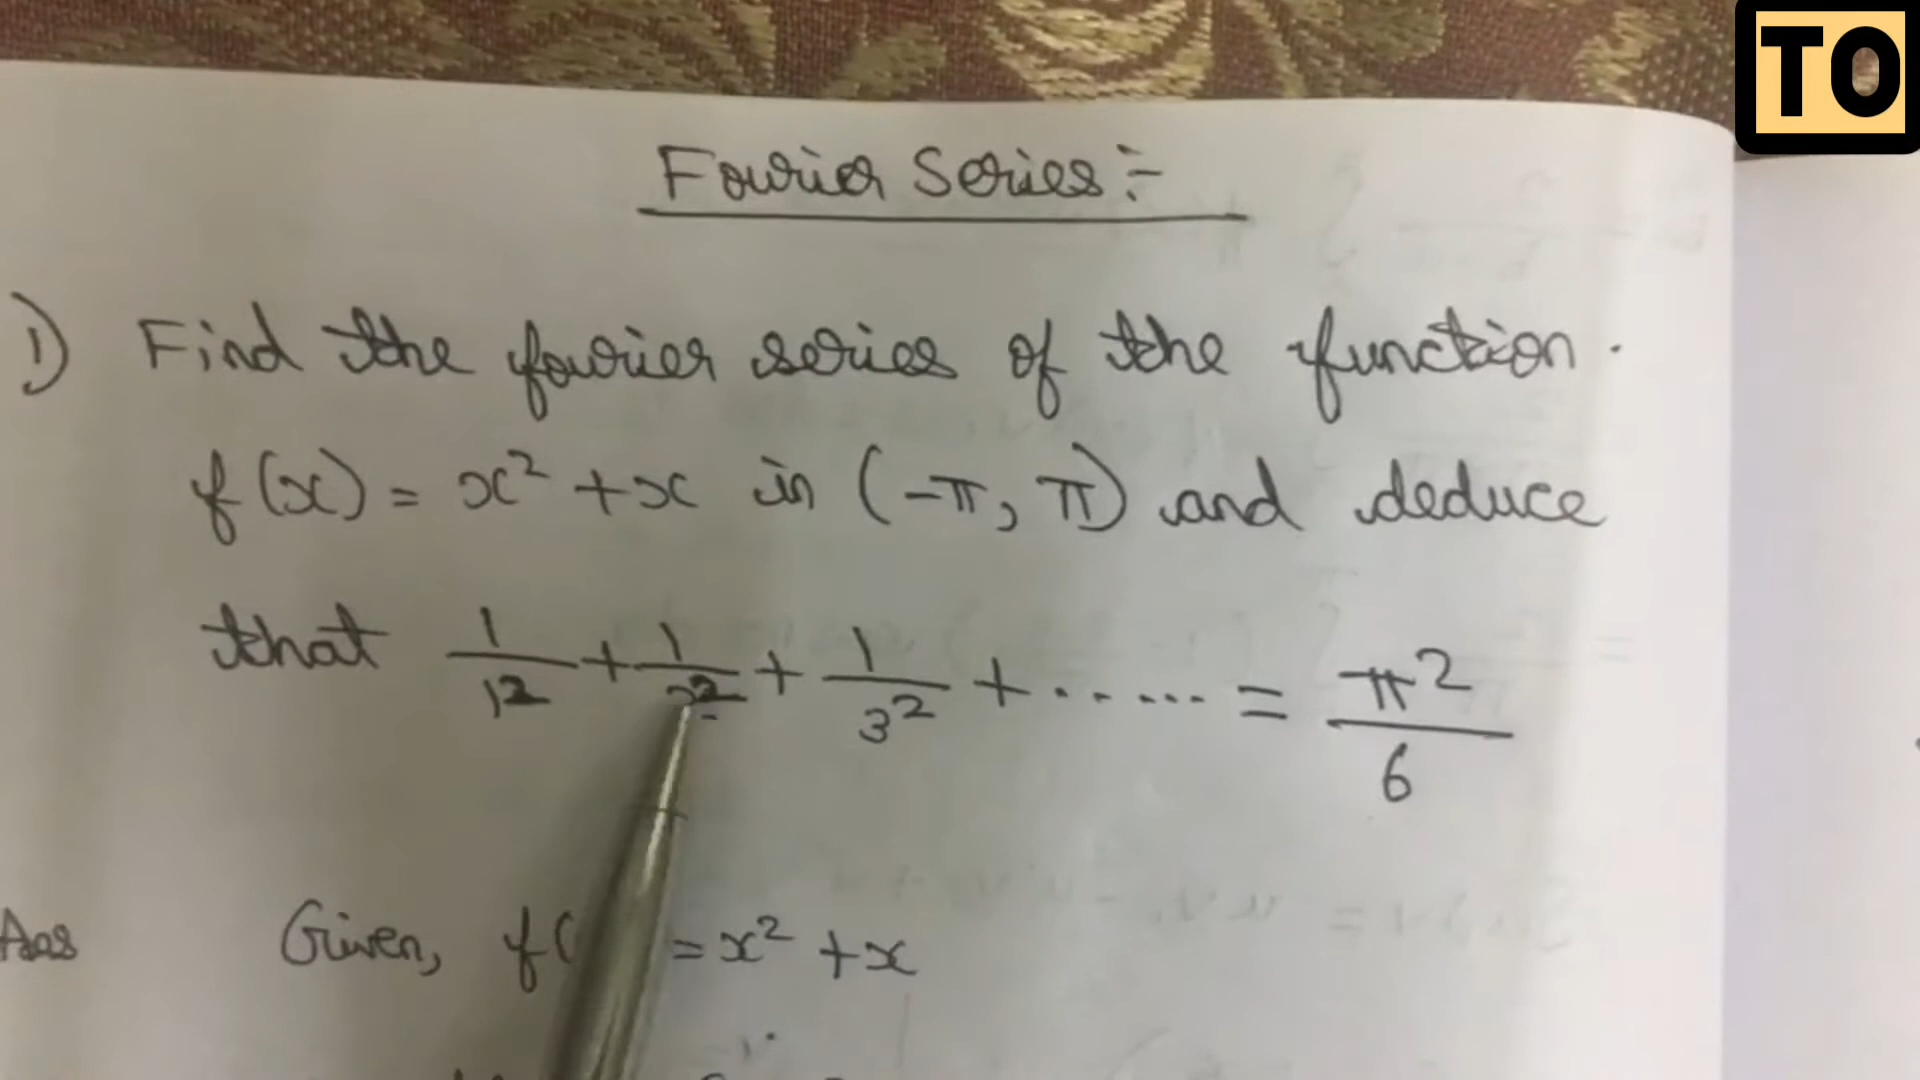 TO
Fourier Series:-
1) Find the fourier series of the function.
f(x) = x² + x in (-π, π) and deduce
that 1/1² + 1/2² + 1/3² + ...... = π²/6
Ans Given, f( = x² + x